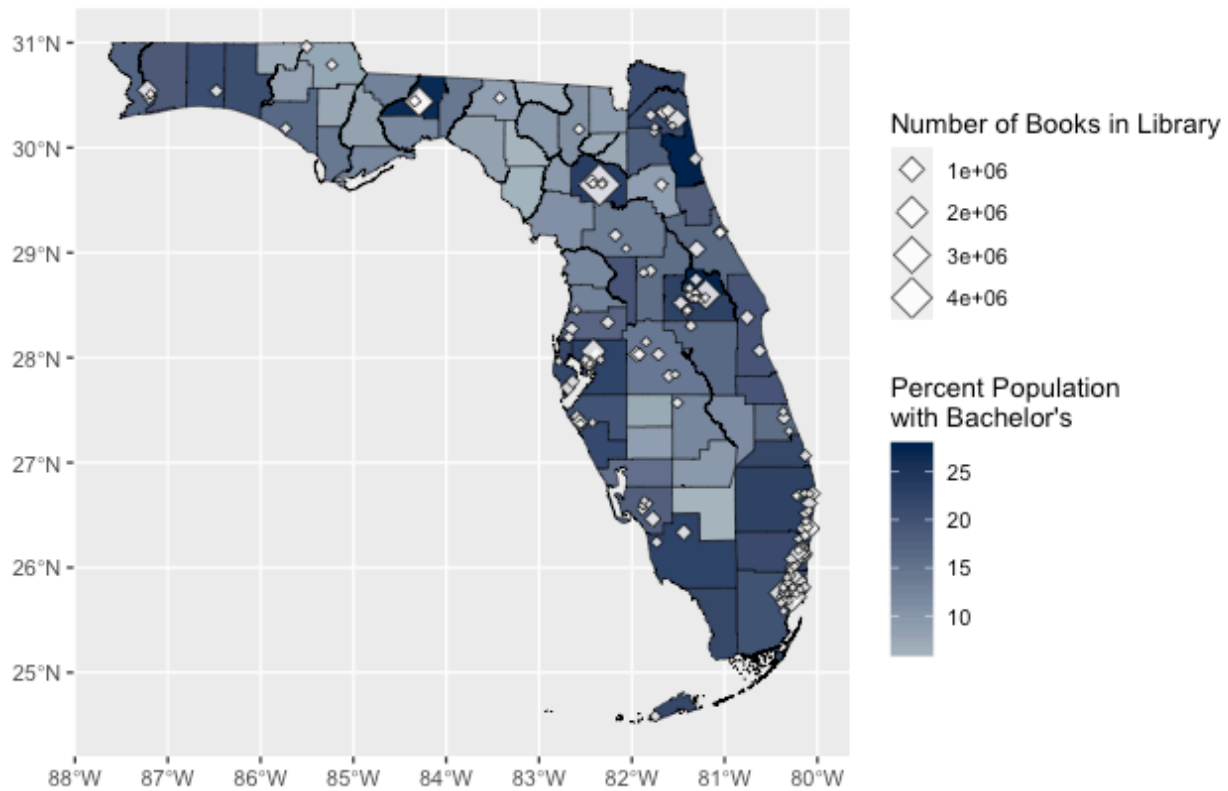 31°N
30°N
29°N
28°N
27°N
26°N
25°N
88°W 87°W 86°W 85°W 84°W 83°W 82°W 81°W 80°W
Number of Books in Library
1e+06
2e+06
3e+06
4e+06
Percent Population
with Bachelor's
25
20
15
10